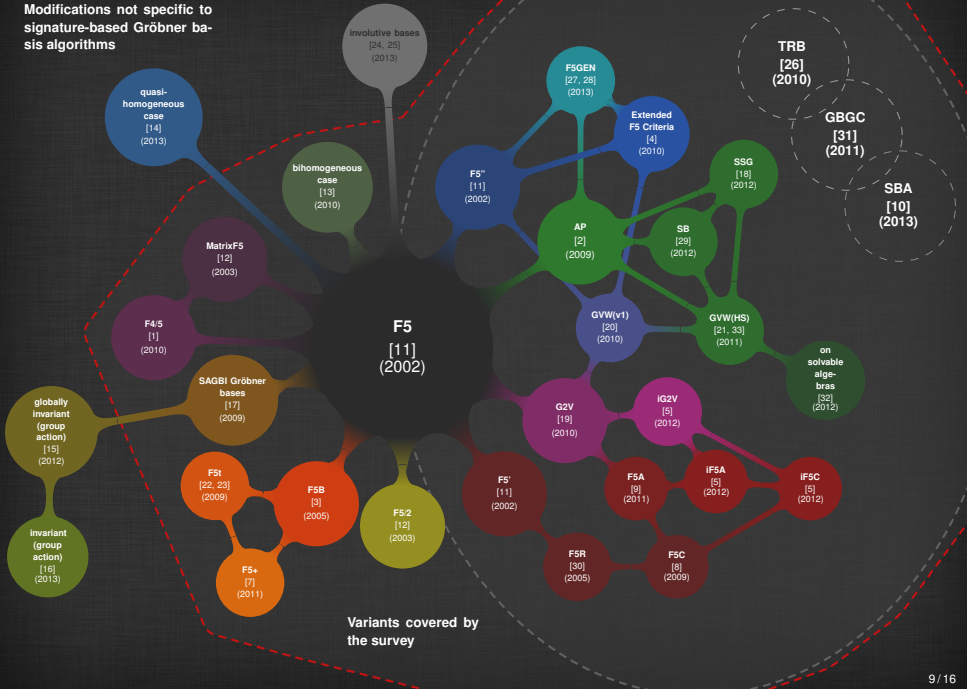 Modifications not specific to
signature-based Gröbner ba-
sis algorithms
involutive bases
[24, 25]
(2013)
TRB
[26]
(2010)
GBGC
[31]
(2011)
SBA
[10]
(2013)
quasi-
homogeneous
case
[14]
(2013)
F5GEN
[27, 28]
(2013)
Extended
F5 Criteria
[4]
(2010)
bihomogeneous
case
[13]
(2010)
F5"
[11]
(2002)
SSG
[18]
(2012)
AP
[2]
(2009)
SB
[29]
(2012)
MatrixF5
[12]
(2003)
F4/5
[1]
(2010)
F5
[11]
(2002)
GVW(v1)
[20]
(2010)
GVW(HS)
[21, 33]
(2011)
on
solvable
alge-
bras
[32]
(2012)
SAGBI Gröbner
bases
[17]
(2009)
globally
invariant
(group
action)
[15]
(2012)
G2V
[19]
(2010)
iG2V
[5]
(2012)
F5t
[22, 23]
(2009)
F5B
[3]
(2005)
F5/2
[12]
(2003)
F5'
[11]
(2002)
F5A
[9]
(2011)
iF5A
[5]
(2012)
iF5C
[5]
(2012)
invariant
(group
action)
[16]
(2013)
F5+
[7]
(2011)
F5R
[30]
(2005)
F5C
[8]
(2009)
Variants covered by
the survey
9/16